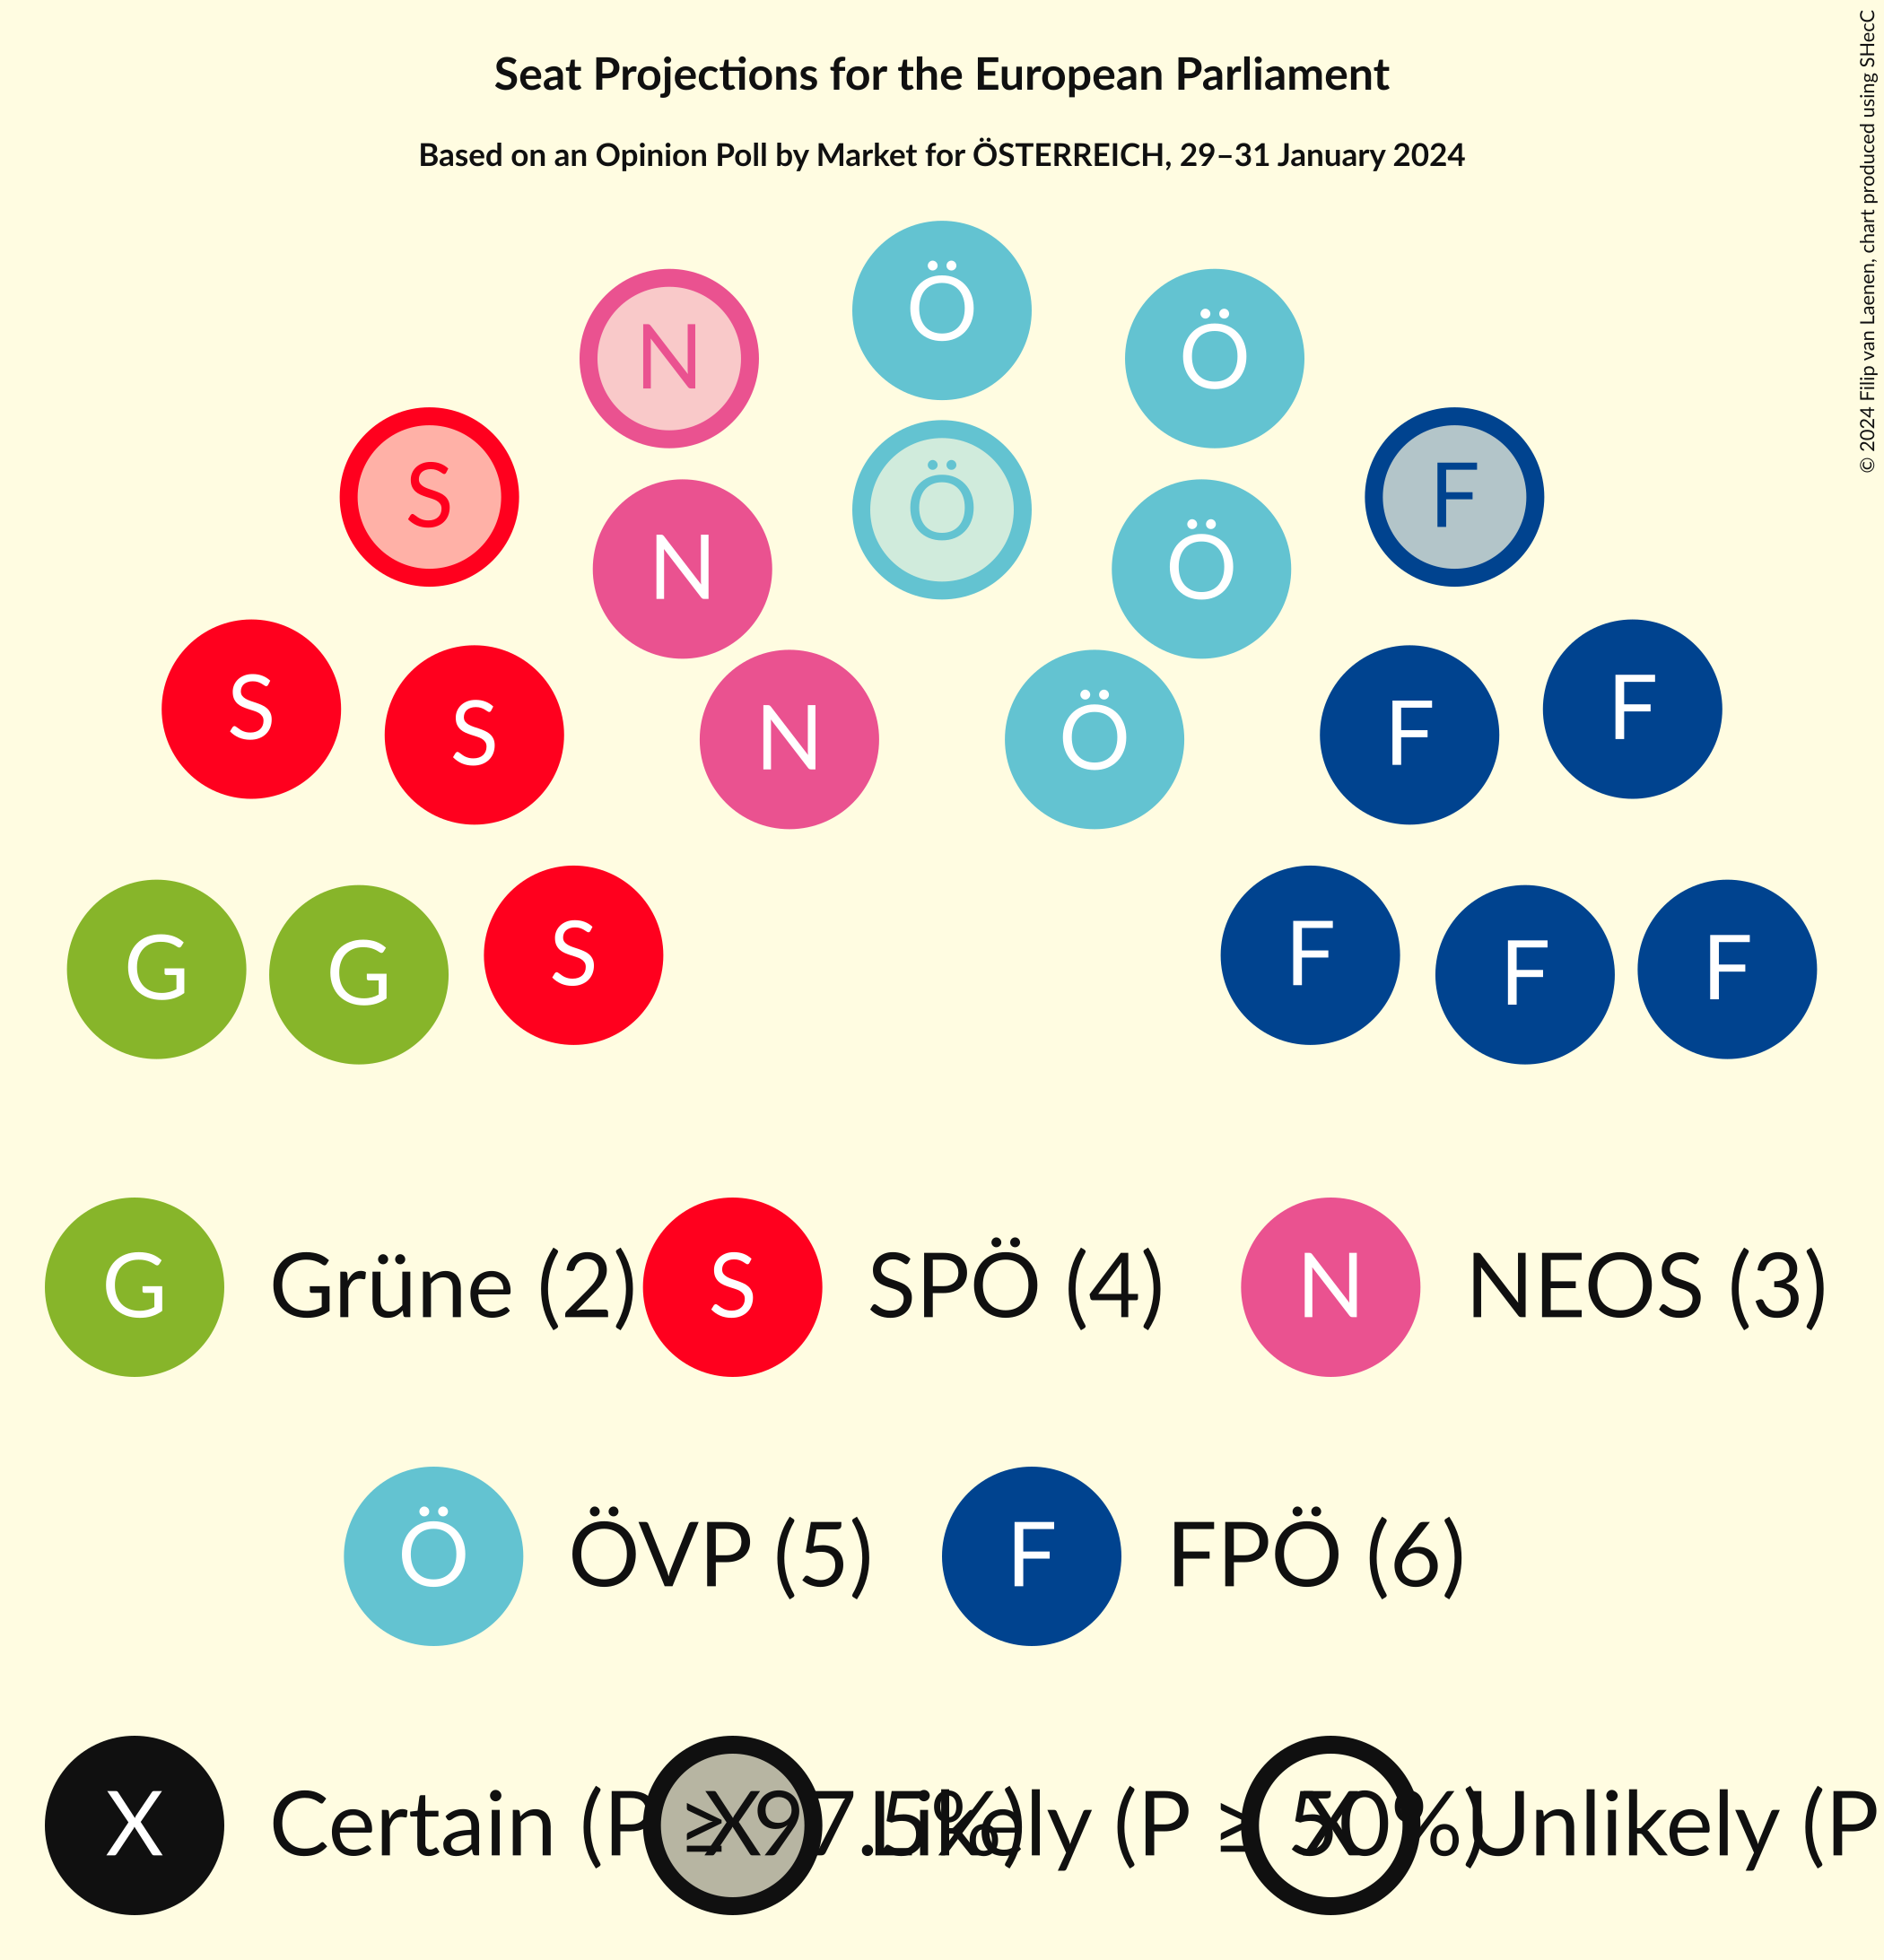 Seat Projections for the European Parliament
Based on an Opinion Poll by Market for ÖSTERREICH, 29–31 January 2024
© 2024 Filip van Laenen, chart produced using SHecC
Ö
N Ö
S Ö F
N Ö
S S N Ö F F
G G S F F F
G Grüne (2) S SPÖ (4) N NEOS (3)
Ö ÖVP (5) F FPÖ (6)
X Certain (P ≥ 97.5%) X Likely (P ≥ 50%) X Unlikely (P